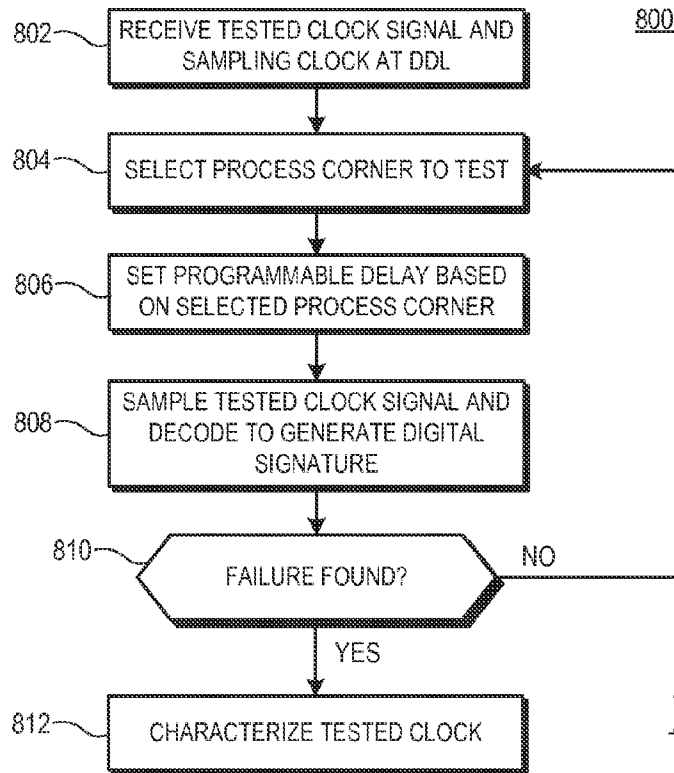 800
802
RECEIVE TESTED CLOCK SIGNAL AND
SAMPLING CLOCK AT DDL
804
SELECT PROCESS CORNER TO TEST
806
SET PROGRAMMABLE DELAY BASED
ON SELECTED PROCESS CORNER
808
SAMPLE TESTED CLOCK SIGNAL AND
DECODE TO GENERATE DIGITAL
SIGNATURE
810
FAILURE FOUND?
NO
YES
812
CHARACTERIZE TESTED CLOCK